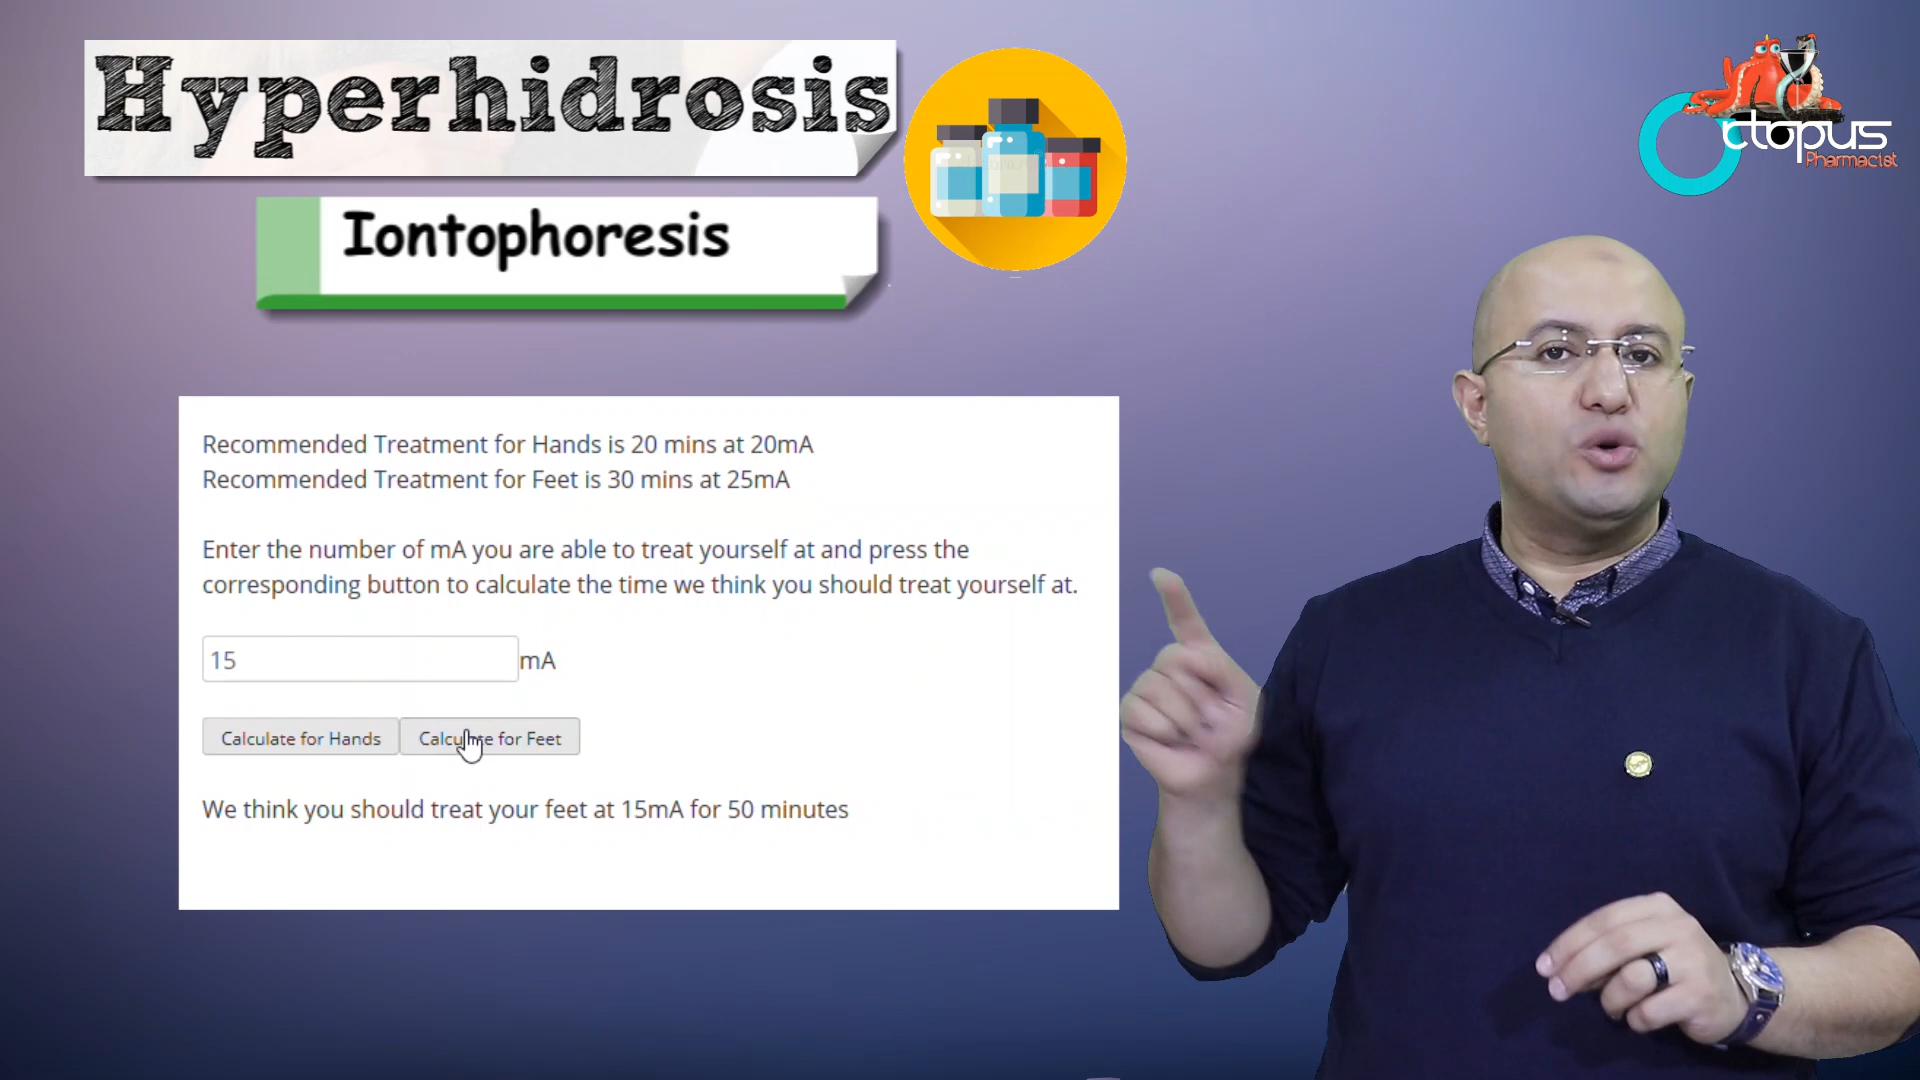 Hyperhidrosis
Iontophoresis
ctopus
Pharmacist
Recommended Treatment for Hands is 20 mins at 20mA
Recommended Treatment for Feet is 30 mins at 25mA
Enter the number of mA you are able to treat yourself at and press the
corresponding button to calculate the time we think you should treat yourself at.
15 mA
Calculate for Hands Calculate for Feet
We think you should treat your feet at 15mA for 50 minutes